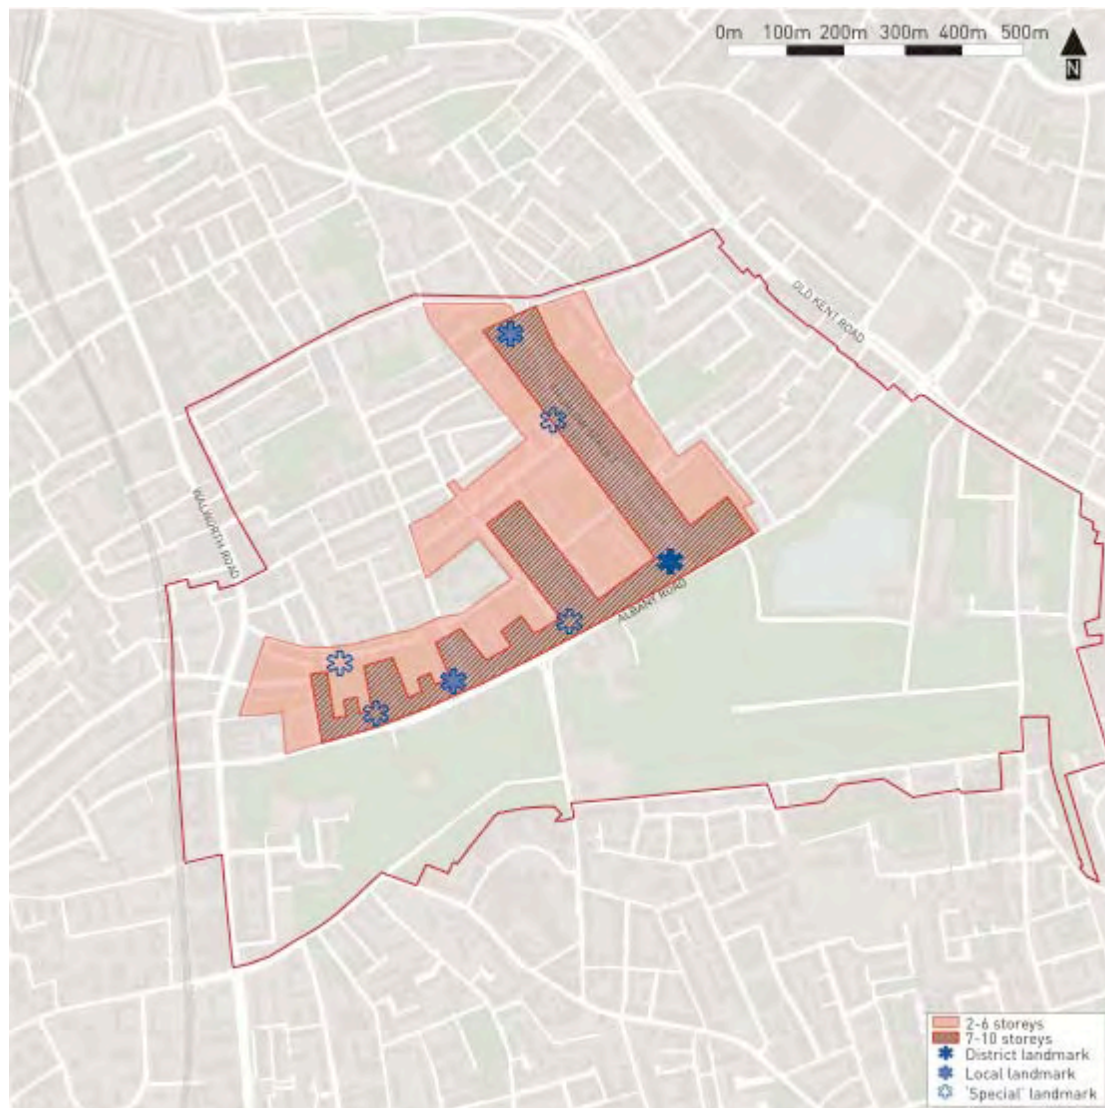 0m 100m 200m 300m 400m 500m
N
OLD KENT ROAD
WALWORTH ROAD
ALBANY ROAD
2-6 storeys
7-10 storeys
District landmark
Local landmark
'Special' landmark